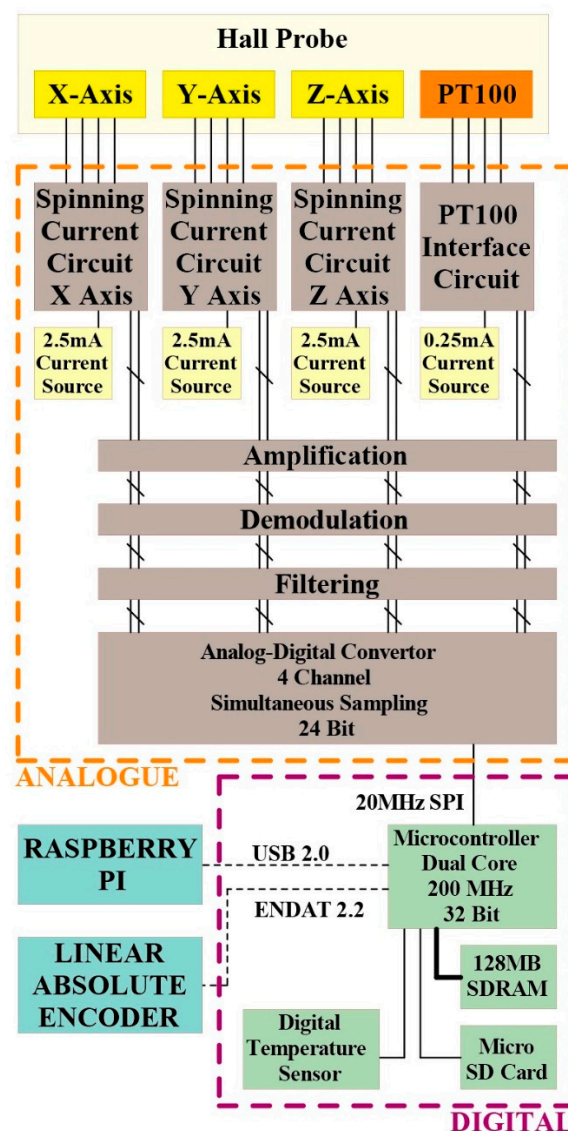 Hall Probe
X-Axis
Y-Axis
Z-Axis
PT100
Spinning
Current
Circuit
X Axis
Spinning
Current
Circuit
Y Axis
Spinning
Current
Circuit
Z Axis
PT100
Interface
Circuit
2.5mA
Current
Source
2.5mA
Current
Source
2.5mA
Current
Source
0.25mA
Current
Source
Amplification
Demodulation
Filtering
Analog-Digital Convertor
4 Channel
Simultaneous Sampling
24 Bit
ANALOGUE
20MHz SPI
RASPBERRY
PI
USB 2.0
Microcontroller
Dual Core
200 MHz
32 Bit
ENDAT 2.2
LINEAR
ABSOLUTE
ENCODER
128MB
SDRAM
Digital
Temperature
Sensor
Micro
SD Card
DIGITAL